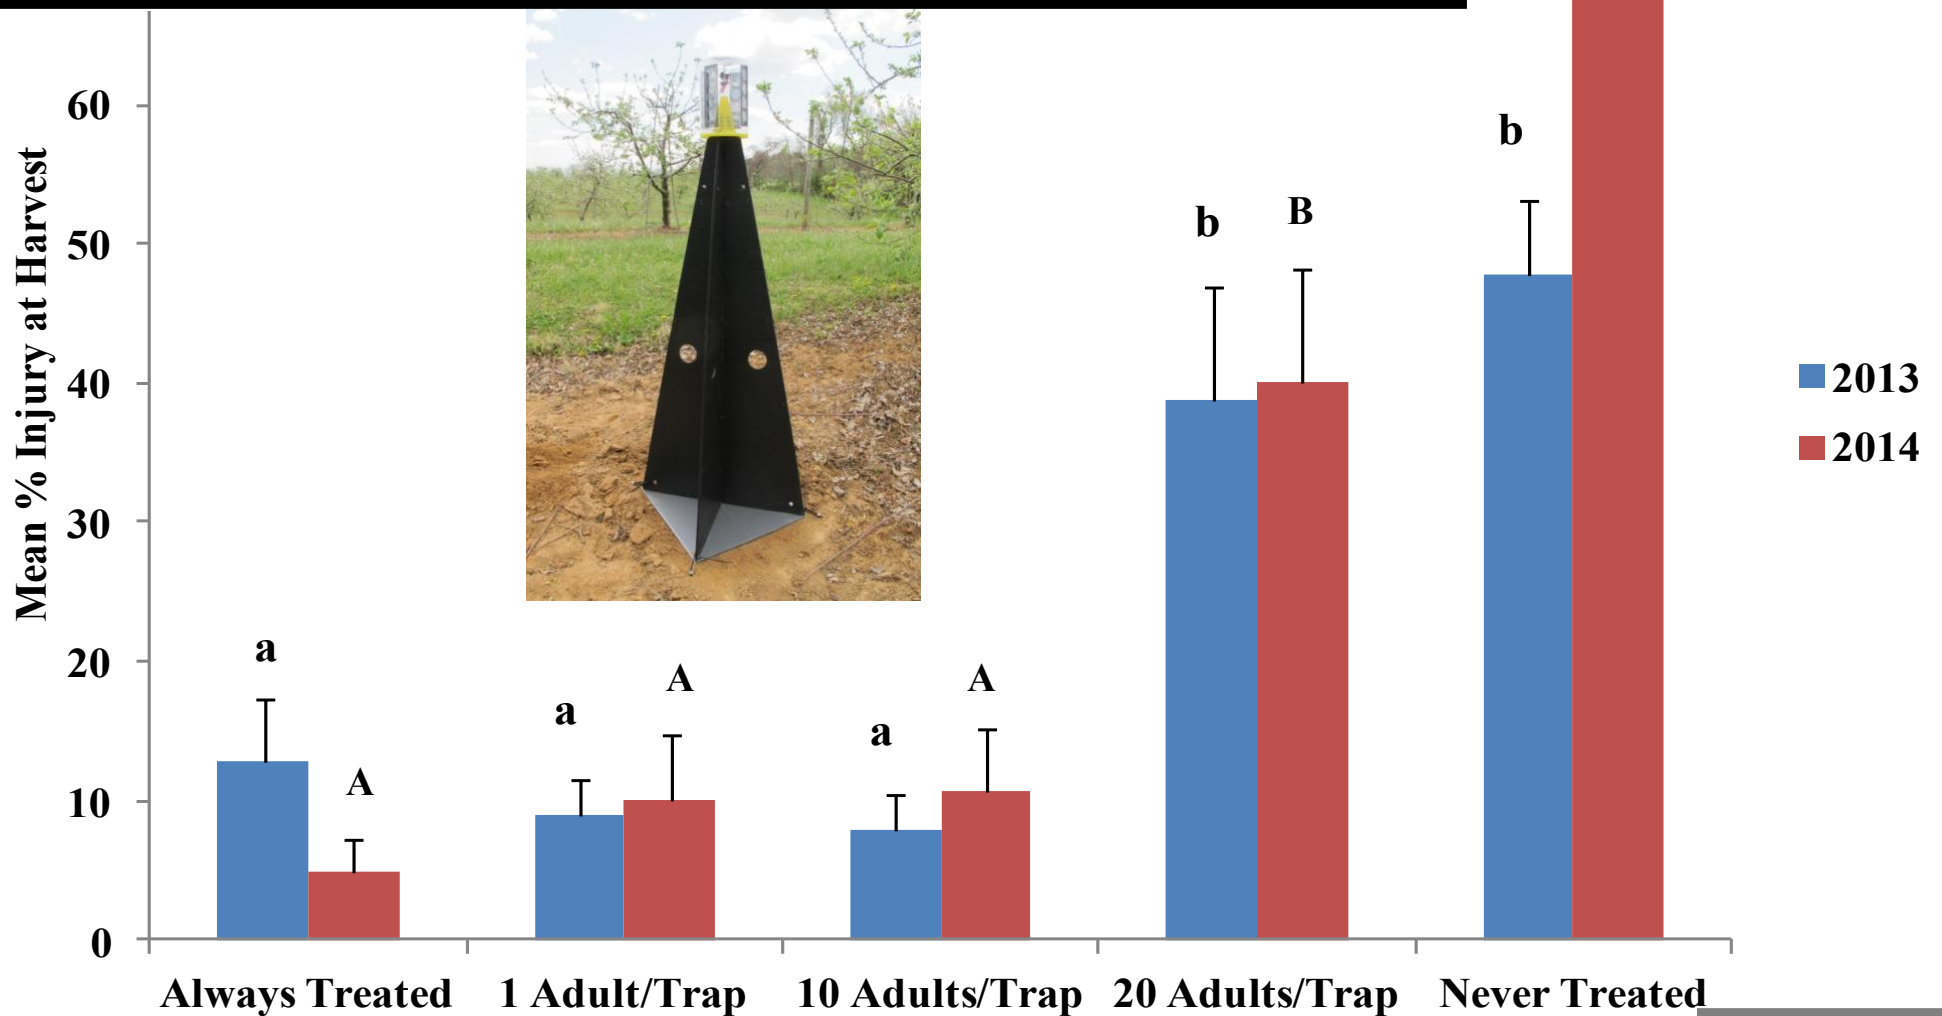 60
50
40
30
20
10
0
Mean % Injury at Harvest
b
b
B
a
A
A
a
a
A
2013
2014
Always Treated
1 Adult/Trap
10 Adults/Trap
20 Adults/Trap
Never Treated